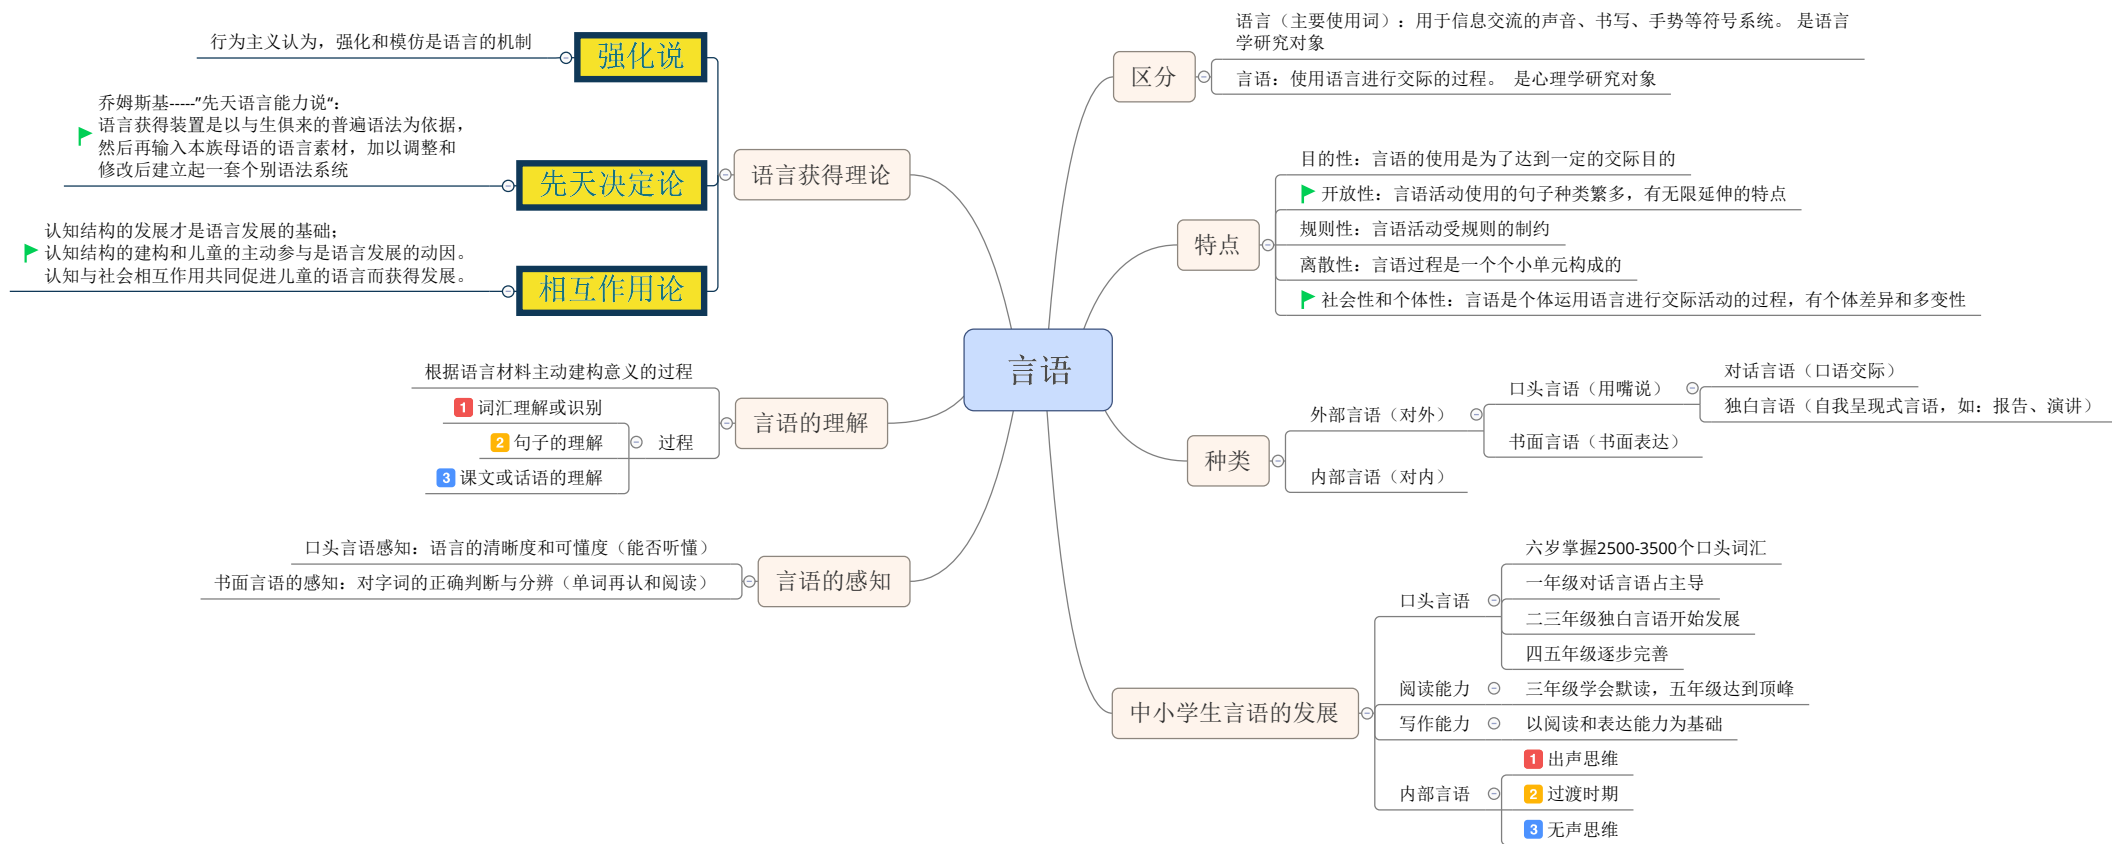 言语
区分
语言（主要使用词）：用于信息交流的声音、书写、手势等符号系统。 是语言
学研究对象
言语：使用语言进行交际的过程。 是心理学研究对象
特点
目的性：言语的使用是为了达到一定的交际目的
开放性：言语活动使用的句子种类繁多，有无限延伸的特点
规则性：言语活动受规则的制约
离散性：言语过程是一个个小单元构成的
社会性和个体性：言语是个体运用语言进行交际活动的过程，有个体差异和多变性
种类
外部言语（对外）
口头言语（用嘴说）
对话言语（口语交际）
独白言语（自我呈现式言语，如：报告、演讲）
书面言语（书面表达）
内部言语（对内）
中小学生言语的发展
口头言语
六岁掌握2500-3500个口头词汇
一年级对话言语占主导
二三年级独白言语开始发展
四五年级逐步完善
阅读能力
三年级学会默读，五年级达到顶峰
写作能力
以阅读和表达能力为基础
内部言语
1 出声思维
2 过渡时期
3 无声思维
语言获得理论
强化说
行为主义认为，强化和模仿是语言的机制
先天决定论
乔姆斯基-----”先天语言能力说“：
语言获得装置是以与生俱来的普遍语法为依据，
然后再输入本族母语的语言素材，加以调整和
修改后建立起一套个别语法系统
相互作用论
认知结构的发展才是语言发展的基础；
认知结构的建构和儿童的主动参与是语言发展的动因。
认知与社会相互作用共同促进儿童的语言而获得发展。
言语的理解
根据语言材料主动建构意义的过程
过程
1 词汇理解或识别
2 句子的理解
3 课文或话语的理解
言语的感知
口头言语感知：语言的清晰度和可懂度（能否听懂）
书面言语的感知：对字词的正确判断与分辨（单词再认和阅读）